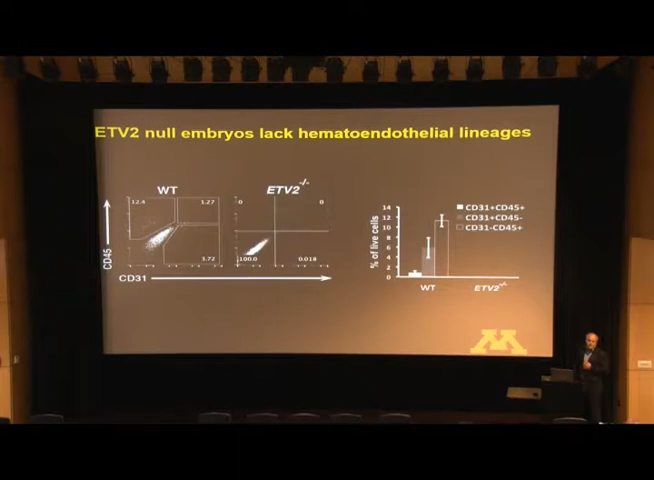 ETV2 null embryos lack hematoendothelial lineages
WT
ETV2-/-
12.4
1.27
3.72
0
0
100.0
0.018
CD45
CD31
% of live cells
14
12
10
8
6
4
2
0
WT
ETV2-/-
CD31+CD45+
CD31+CD45-
CD31-CD45+
M